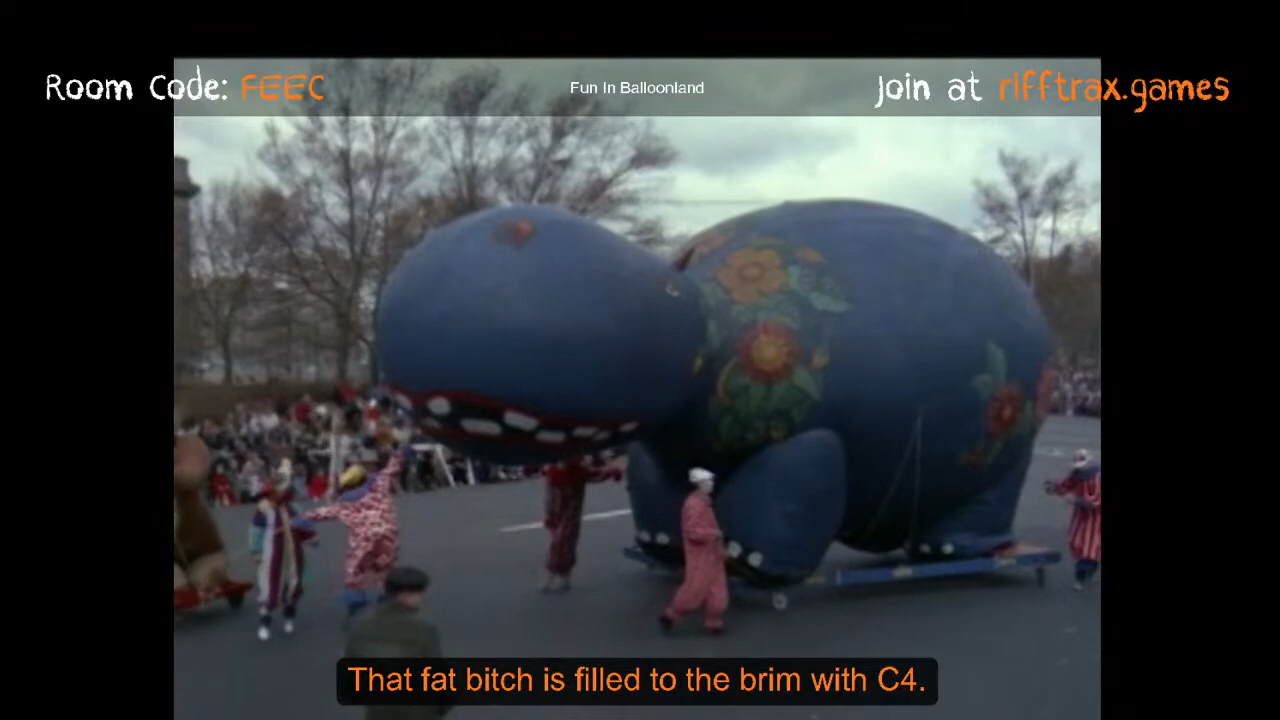 Room Code: FEEC
Fun In Balloonland
Join at rifftrax.games
That fat bitch is filled to the brim with C4.